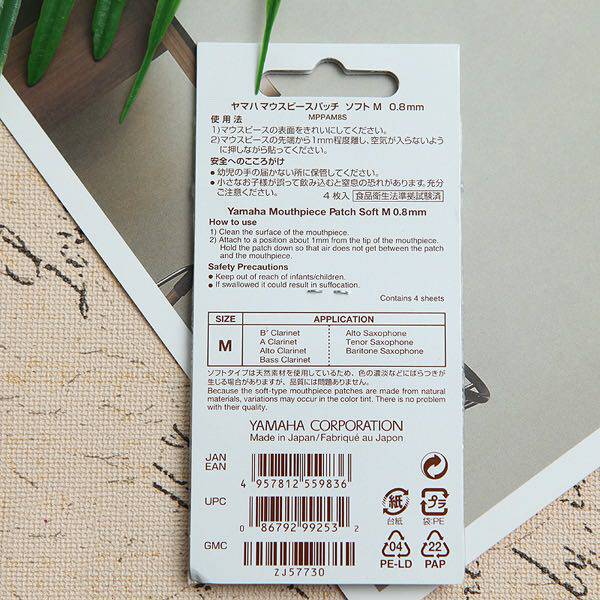 ヤマハマウスピースパッチ ソフト M 0.8mm
MPPAM8S
使用法
1)マウスピースの表面をきれいにしてください。
2)マウスピースの先端から1mm程度離し、空気が入らないよう
に押しながら貼ってください。
安全へのこころがけ
● 幼児の手の届かない所に保管してください。
● 小さなお子様が誤って飲み込むと窒息の恐れがあります。充分
ご注意ください。
4枚入 食品衛生法準拠試験済
Yamaha Mouthpiece Patch Soft M 0.8mm
How to use
1) Clean the surface of the mouthpiece.
2) Attach to a position about 1mm from the tip of the mouthpiece.
Hold the patch down so that air does not get between the patch
and the mouthpiece.
Safety Precautions
● Keep out of reach of infants/children.
● If swallowed it could result in suffocation.
Contains 4 sheets
SIZE APPLICATION
M
B♭ Clarinet Alto Saxophone
A Clarinet Tenor Saxophone
Alto Clarinet Baritone Saxophone
Bass Clarinet
ソフトタイプは天然素材を使用しているため、色の濃淡などにばらつきが
生じる場合がありますが、品質には問題ありません。
Because the soft-type mouthpiece patches are made from natural
materials, variations may occur in the color tint. There is no problem
with their quality.
YAMAHA CORPORATION
Made in Japan/Fabriqué au Japon
JAN
EAN
4 957812 559836
UPC
0 86792 99253 2
GMC
ZJ57730
紙
台紙
プラ
袋:PE
04
PE-LD
22
PAP